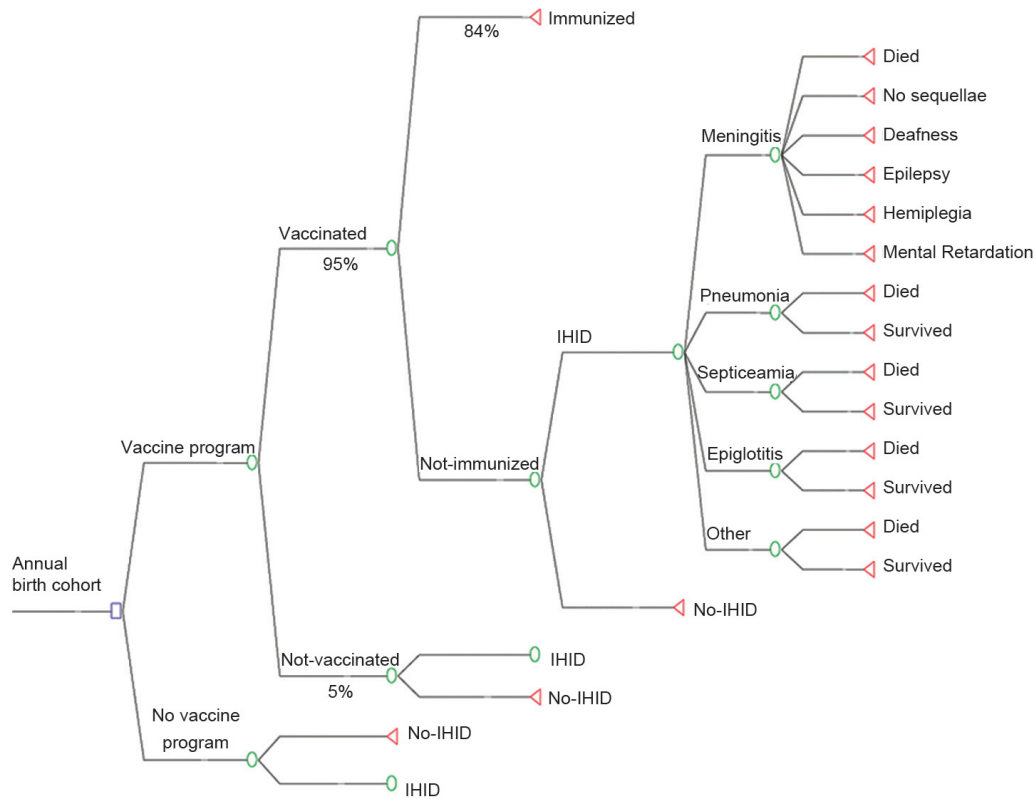 Immunized
84%
Died
No sequellae
Meningitis
Deafness
Epilepsy
Vaccinated
Hemiplegia
95%
Mental Retardation
Pneumonia
Died
Survived
IHID
Septiceamia
Died
Survived
Vaccine program
Not-immunized
Epiglotitis
Died
Survived
Other
Died
Survived
Annual
birth cohort
No-IHID
Not-vaccinated
5%
IHID
No-IHID
No vaccine
program
No-IHID
IHID